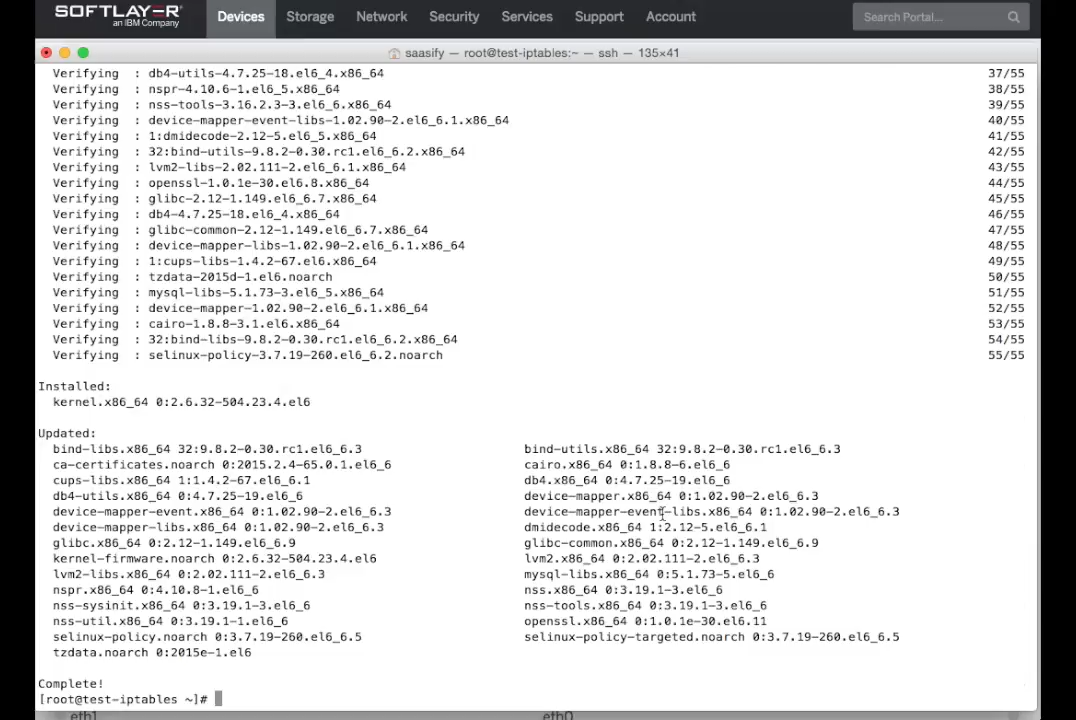 SOFTLAYER
an IBM Company
Devices Storage Network Security Services Support Account
Search Portal...
saasify — root@test-iptables:~ — ssh — 135×41
Verifying : db4-utils-4.7.25-18.el6_4.x86_64 37/55
Verifying : nspr-4.10.6-1.el6_5.x86_64 38/55
Verifying : nss-tools-3.16.2.3-3.el6_6.x86_64 39/55
Verifying : device-mapper-event-libs-1.02.90-2.el6_6.1.x86_64 40/55
Verifying : 1:dmidecode-2.12-5.el6_5.x86_64 41/55
Verifying : 32:bind-utils-9.8.2-0.30.rc1.el6_6.2.x86_64 42/55
Verifying : lvm2-libs-2.02.111-2.el6_6.1.x86_64 43/55
Verifying : openssl-1.0.1e-30.el6.8.x86_64 44/55
Verifying : glibc-2.12-1.149.el6_6.7.x86_64 45/55
Verifying : db4-4.7.25-18.el6_4.x86_64 46/55
Verifying : glibc-common-2.12-1.149.el6_6.7.x86_64 47/55
Verifying : device-mapper-libs-1.02.90-2.el6_6.1.x86_64 48/55
Verifying : 1:cups-libs-1.4.2-67.el6.x86_64 49/55
Verifying : tzdata-2015d-1.el6.noarch 50/55
Verifying : mysql-libs-5.1.73-3.el6_5.x86_64 51/55
Verifying : device-mapper-1.02.90-2.el6_6.1.x86_64 52/55
Verifying : cairo-1.8.8-3.1.el6.x86_64 53/55
Verifying : 32:bind-libs-9.8.2-0.30.rc1.el6_6.2.x86_64 54/55
Verifying : selinux-policy-3.7.19-260.el6_6.2.noarch 55/55
Installed:
kernel.x86_64 0:2.6.32-504.23.4.el6
Updated:
bind-libs.x86_64 32:9.8.2-0.30.rc1.el6_6.3 bind-utils.x86_64 32:9.8.2-0.30.rc1.el6_6.3
ca-certificates.noarch 0:2015.2.4-65.0.1.el6_6 cairo.x86_64 0:1.8.8-6.el6_6
cups-libs.x86_64 1:1.4.2-67.el6_6.1 db4.x86_64 0:4.7.25-19.el6_6
db4-utils.x86_64 0:4.7.25-19.el6_6 device-mapper.x86_64 0:1.02.90-2.el6_6.3
device-mapper-event.x86_64 0:1.02.90-2.el6_6.3 device-mapper-event-libs.x86_64 0:1.02.90-2.el6_6.3
device-mapper-libs.x86_64 0:1.02.90-2.el6_6.3 dmidecode.x86_64 1:2.12-5.el6_6.1
glibc.x86_64 0:2.12-1.149.el6_6.9 glibc-common.x86_64 0:2.12-1.149.el6_6.9
kernel-firmware.noarch 0:2.6.32-504.23.4.el6 lvm2.x86_64 0:2.02.111-2.el6_6.3
lvm2-libs.x86_64 0:2.02.111-2.el6_6.3 mysql-libs.x86_64 0:5.1.73-5.el6_6
nspr.x86_64 0:4.10.8-1.el6_6 nss.x86_64 0:3.19.1-3.el6_6
nss-sysinit.x86_64 0:3.19.1-3.el6_6 nss-tools.x86_64 0:3.19.1-3.el6_6
nss-util.x86_64 0:3.19.1-1.el6_6 openssl.x86_64 0:1.0.1e-30.el6.11
selinux-policy.noarch 0:3.7.19-260.el6_6.5 selinux-policy-targeted.noarch 0:3.7.19-260.el6_6.5
tzdata.noarch 0:2015e-1.el6
Complete!
[root@test-iptables ~]#
eth1 eth0